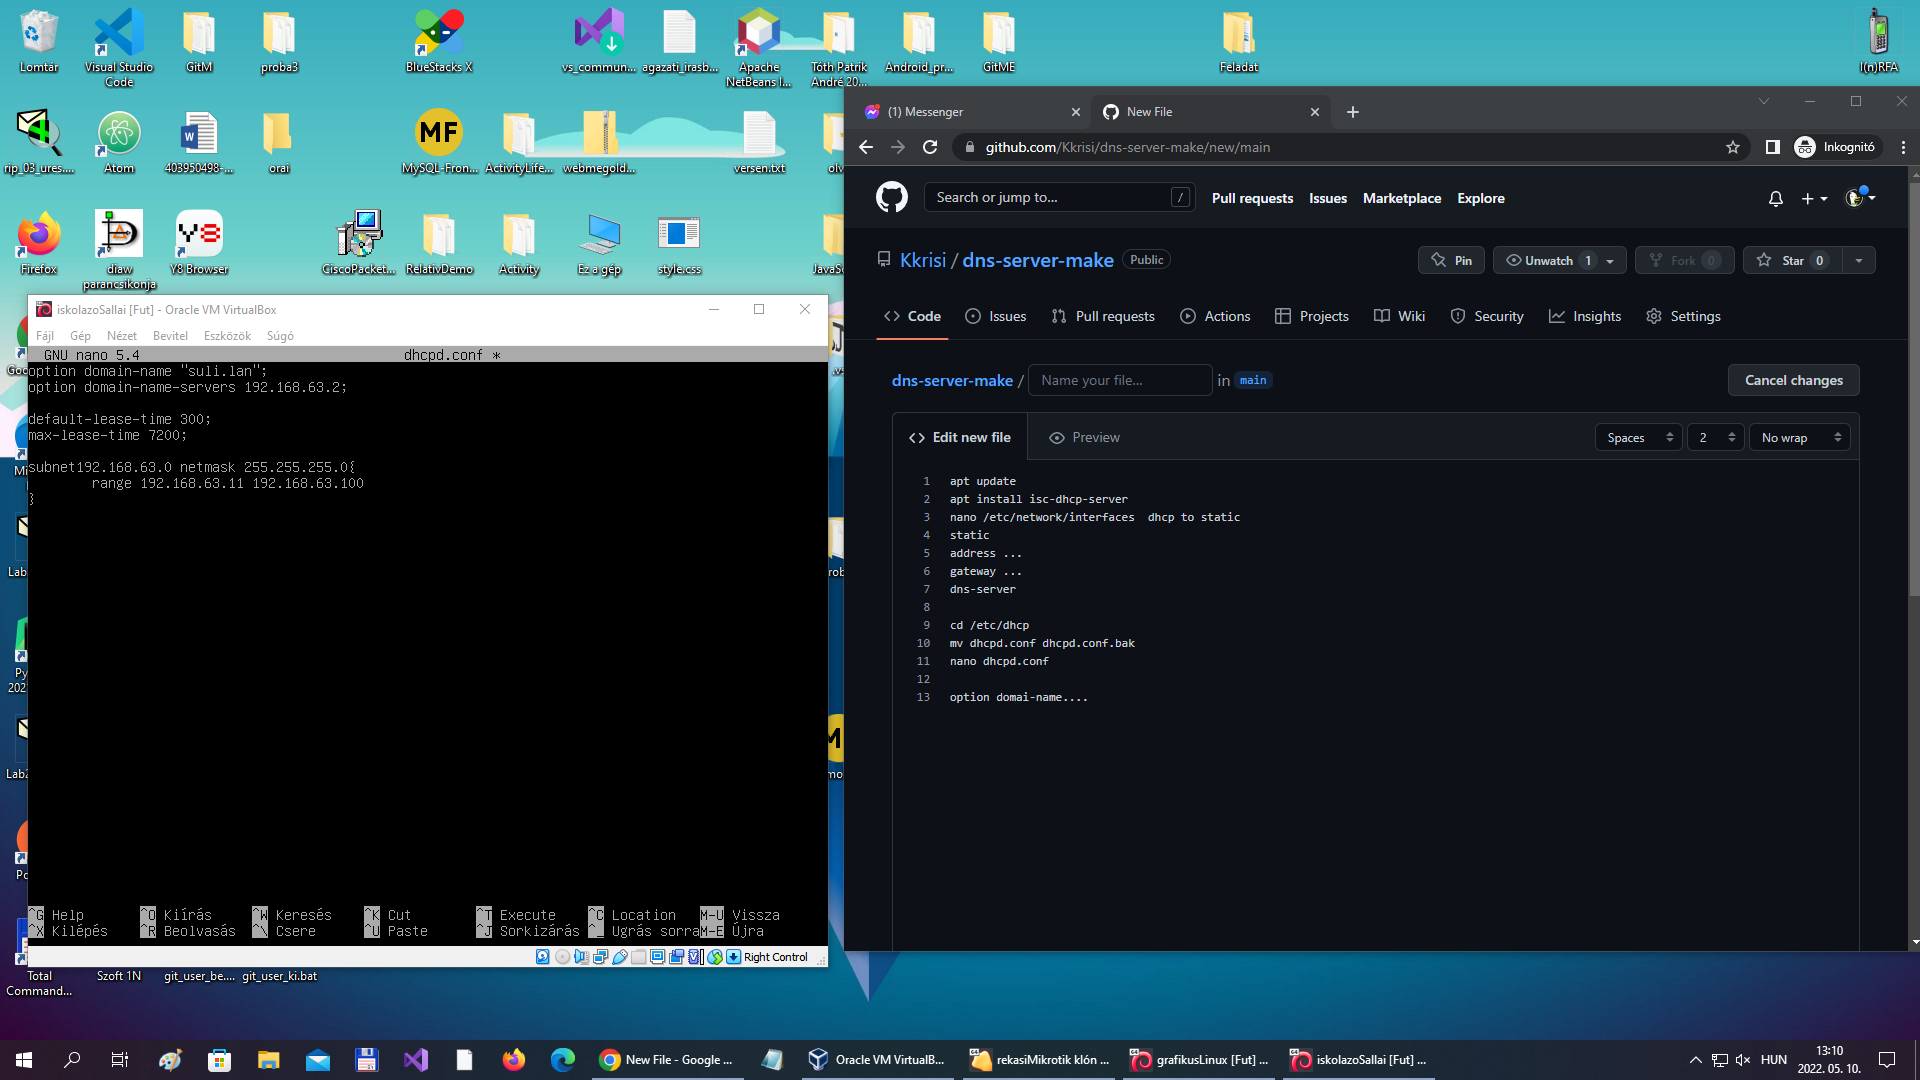 Lomtár
Visual Studio Code
GitM
proba3
BlueStacks X
vs_commun...
agazati_irasb...
Apache NetBeans I...
Tóth Patrik André 20...
Android_pr...
GitME
Feladat
I(n)RFA
rip_03_ures....
Atom
403950498-...
orai
MF
MySQL-Fron...
ActivityLife...
webmegold...
versen.txt
Firefox
diaw parancsikonja
Y8 Browser
CiscoPacket...
RelativDemo
Activity
Ez a gép
style.css
iskolazoSallai [Fut] - Oracle VM VirtualBox
Fájl Gép Nézet Bevitel Eszközök Súgó
GNU nano 5.4 dhcpd.conf *
option domain-name "suli.lan";
option domain-name-servers 192.168.63.2;
default-lease-time 300;
max-lease-time 7200;
subnet192.168.63.0 netmask 255.255.255.0{
range 192.168.63.11 192.168.63.100
}
^G Help ^O Kiírás ^W Keresés ^K Cut ^T Execute ^C Location M-U Vissza
^X Kilépés ^R Beolvasás ^\ Csere ^U Paste ^J Sorkizárás ^_ Ugrás sorra M-E Újra
Right Control
Total Command...
Szoft 1N
git_user_be....
git_user_ki.bat
(1) Messenger
New File
github.com/Kkrisi/dns-server-make/new/main
Inkognitó
Search or jump to... /
Pull requests Issues Marketplace Explore
Kkrisi / dns-server-make Public
Pin Unwatch 1 Fork 0 Star 0
Code Issues Pull requests Actions Projects Wiki Security Insights Settings
dns-server-make / Name your file... in main Cancel changes
Edit new file Preview Spaces 2 No wrap
1 apt update
2 apt install isc-dhcp-server
3 nano /etc/network/interfaces  dhcp to static
4 static
5 address ...
6 gateway ...
7 dns-server
8
9 cd /etc/dhcp
10 mv dhcpd.conf dhcpd.conf.bak
11 nano dhcpd.conf
12
13 option domai-name....
New File - Google ...
Oracle VM VirtualB...
rekasiMikrotik klón ...
grafikusLinux [Fut] ...
iskolazoSallai [Fut] ...
HUN
13:10
2022. 05. 10.